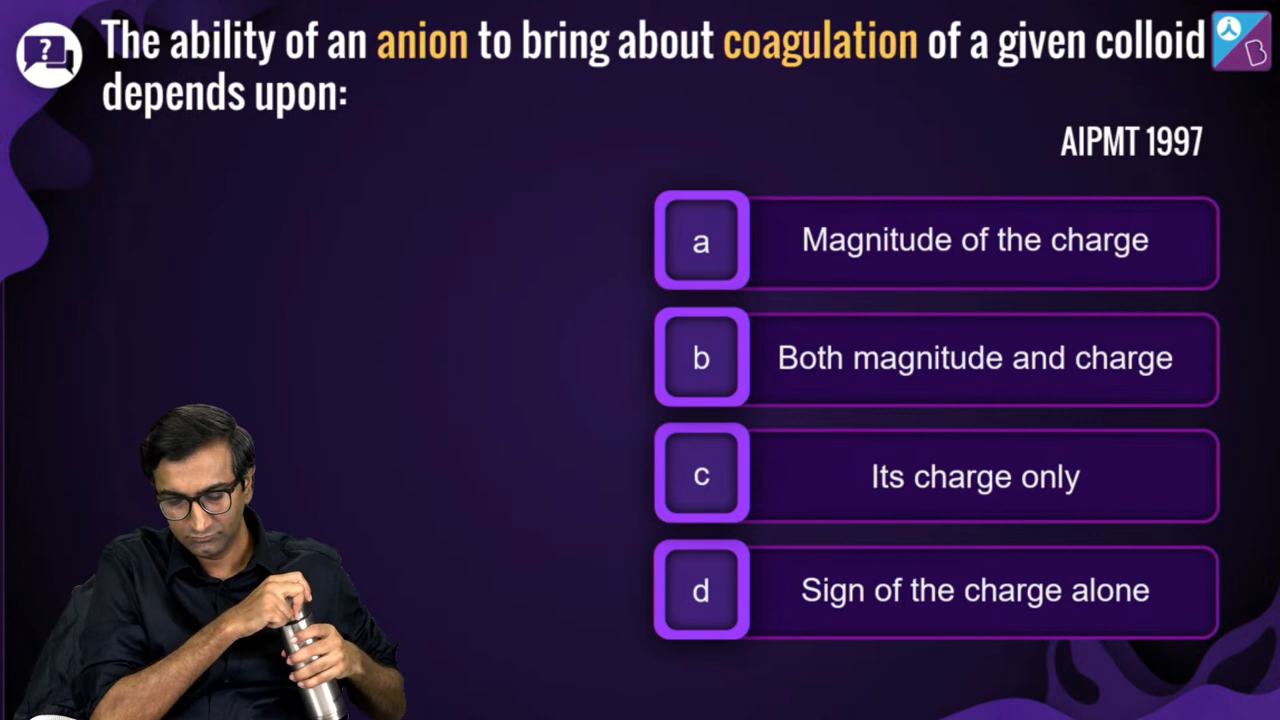 The ability of an anion to bring about coagulation of a given colloid
depends upon:
AIPMT 1997
a Magnitude of the charge
b Both magnitude and charge
c Its charge only
d Sign of the charge alone